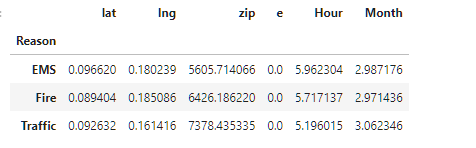 lat lng zip e Hour Month
Reason
EMS 0.096620 0.180239 5605.714066 0.0 5.962304 2.987176
Fire 0.089404 0.185086 6426.186220 0.0 5.717137 2.971436
Traffic 0.092632 0.161416 7378.435335 0.0 5.196015 3.062346